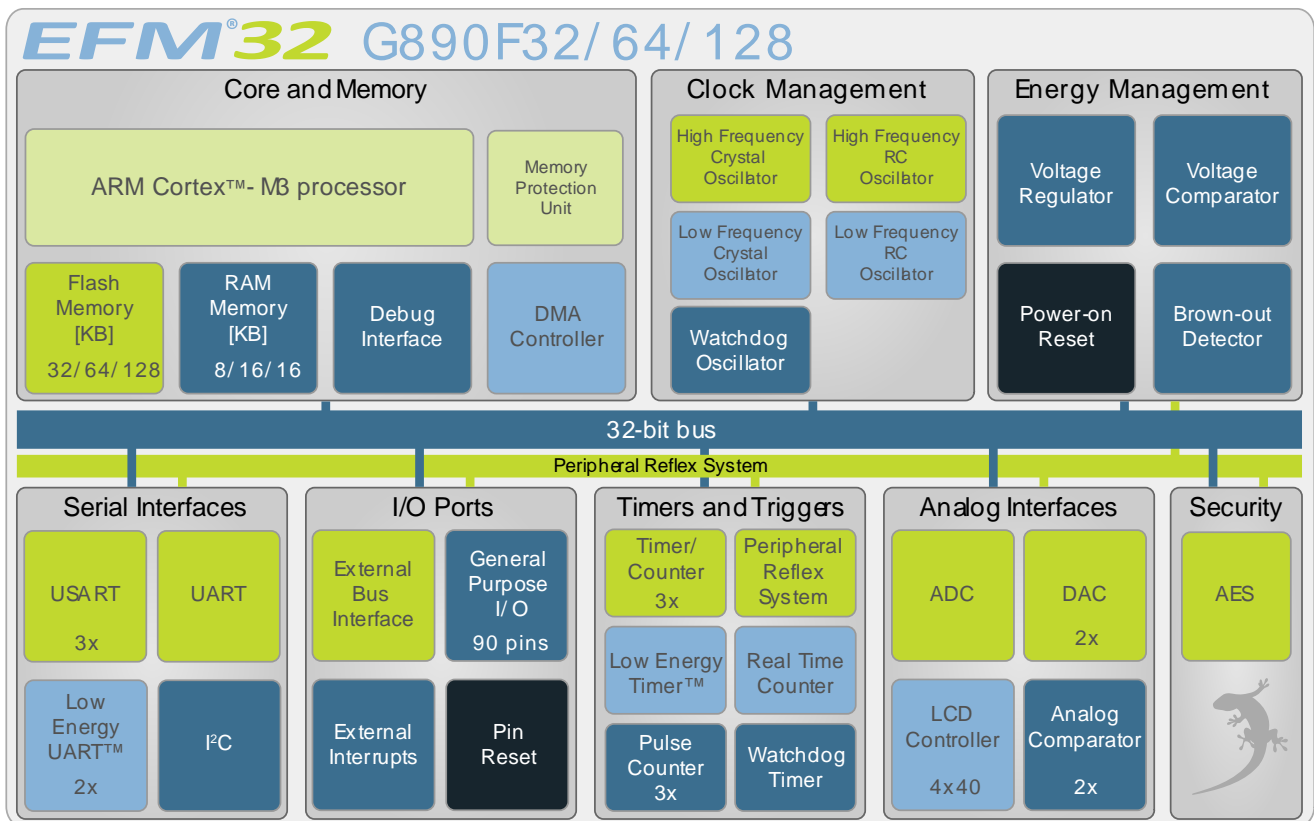 EFM®32 G890F32/64/128
Core and Memory
ARM Cortex™-M3 processor
Memory
Protection
Unit
Flash
Memory
[KB]
32/64/128
RAM
Memory
[KB]
8/16/16
Debug
Interface
DMA
Controller
Clock Management
High Frequency
Crystal
Oscillator
High Frequency
RC
Oscillator
Low Frequency
Crystal
Oscillator
Low Frequency
RC
Oscillator
Watchdog
Oscillator
Energy Management
Voltage
Regulator
Voltage
Comparator
Power-on
Reset
Brown-out
Detector
32-bit bus
Peripheral Reflex System
Serial Interfaces
USART
3x
UART
Low
Energy
UART™
2x
I²C
I/O Ports
External
Bus
Interface
General
Purpose
I/O
90 pins
External
Interrupts
Pin
Reset
Timers and Triggers
Timer/
Counter
3x
Peripheral
Reflex
System
Low Energy
Timer™
Real Time
Counter
Pulse
Counter
3x
Watchdog
Timer
Analog Interfaces
ADC
DAC
2x
LCD
Controller
4x40
Analog
Comparator
2x
Security
AES